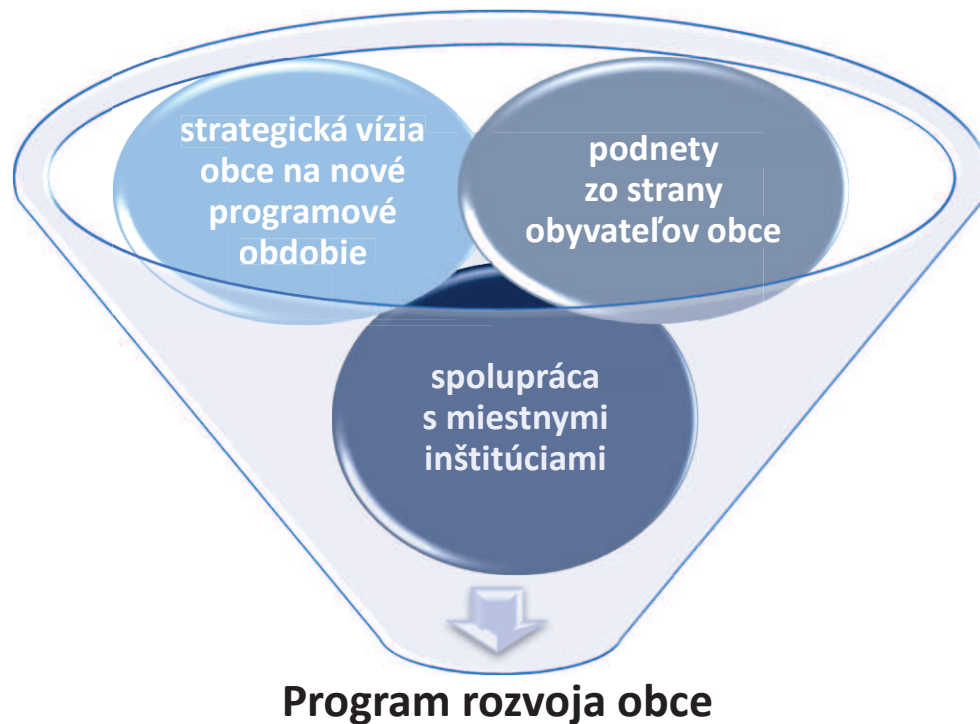 strategická vízia
obce na nové
programové
obdobie
podnety
zo strany
obyvateľov obce
spolupráca
s miestnymi
inštitúciami
Program rozvoja obce